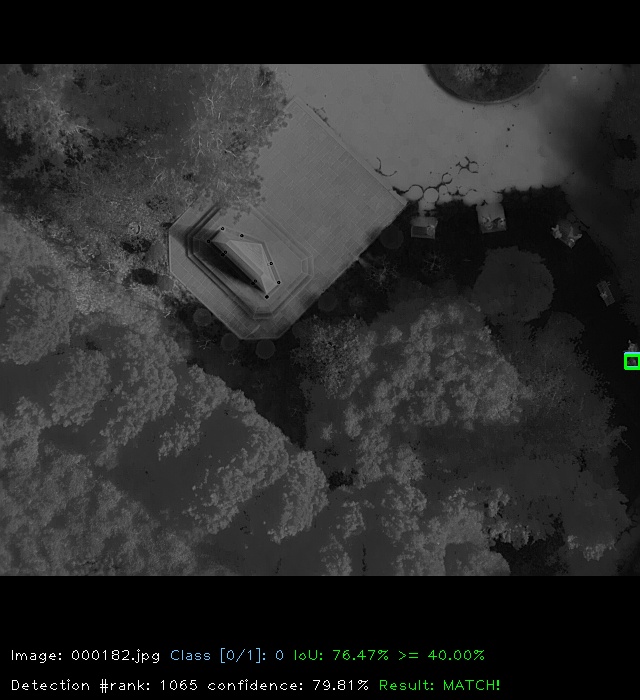 Image: 000182.jpg Class [0/1]: 0 IoU: 76.47% >= 40.00%
Detection #rank: 1065 confidence: 79.81% Result: MATCH!